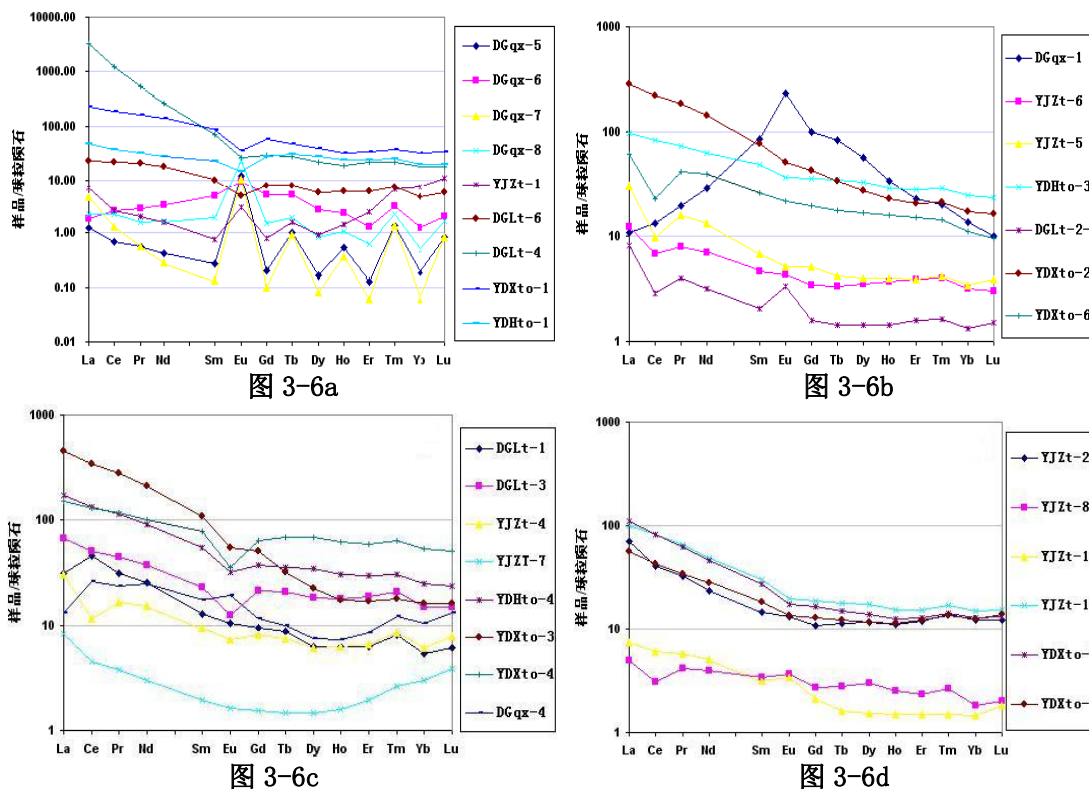 10000.00
1000.00
100.00
10.00
1.00
0.10
0.01
样品/球粒陨石
La Ce Pr Nd Sm Eu Gd Tb Dy Ho Er Tm Yb Lu
DGqx-5
DGqx-6
DGqx-7
DGqx-8
YJZt-1
DGLt-6
DGLt-4
YDXto-1
YDHto-1
图 3-6a
1000
100
10
1
样品/球粒陨石
La Ce Pr Nd Sm Eu Gd Tb Dy Ho Er Tm Yb Lu
DGqx-1
YJZt-6
YJZt-5
YDHto-3
DGLt-2-
YDXto-2
YDXto-6
图 3-6b
1000
100
10
1
样品/球粒陨石
La Ce Pr Nd Sm Eu Gd Tb Dy Ho Er Tm Yb Lu
DGLt-1
DGLt-3
YJZt-4
YJZT-7
YDHto-4
YDXto-3
YDXto-4
DGqx-4
图 3-6c
1000
100
10
1
样品/球粒陨石
La Ce Pr Nd Sm Eu Gd Tb Dy Ho Er Tm Yb Lu
YJZt-2
YJZt-8
YJZt-1
YJZt-1
YDXto-
YDXto-
图 3-6d